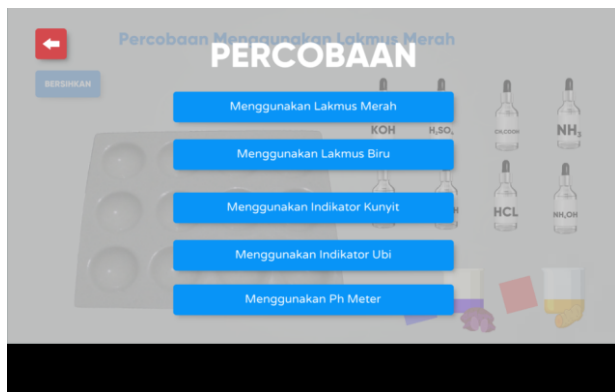 Percobaan Menggunakan Lakmus Merah
PERCOBAAN
BERSIHKAN
Menggunakan Lakmus Merah
KOH
H₂SO₄
CH₃COOH
NH₃
Menggunakan Lakmus Biru
Menggunakan Indikator Kunyit
HCL
NH₄OH
Menggunakan Indikator Ubi
Menggunakan Ph Meter